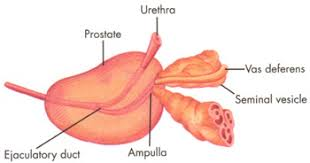 Urethra
Prostate
Vas deferens
Seminal vesicle
Ejaculatory duct
Ampulla